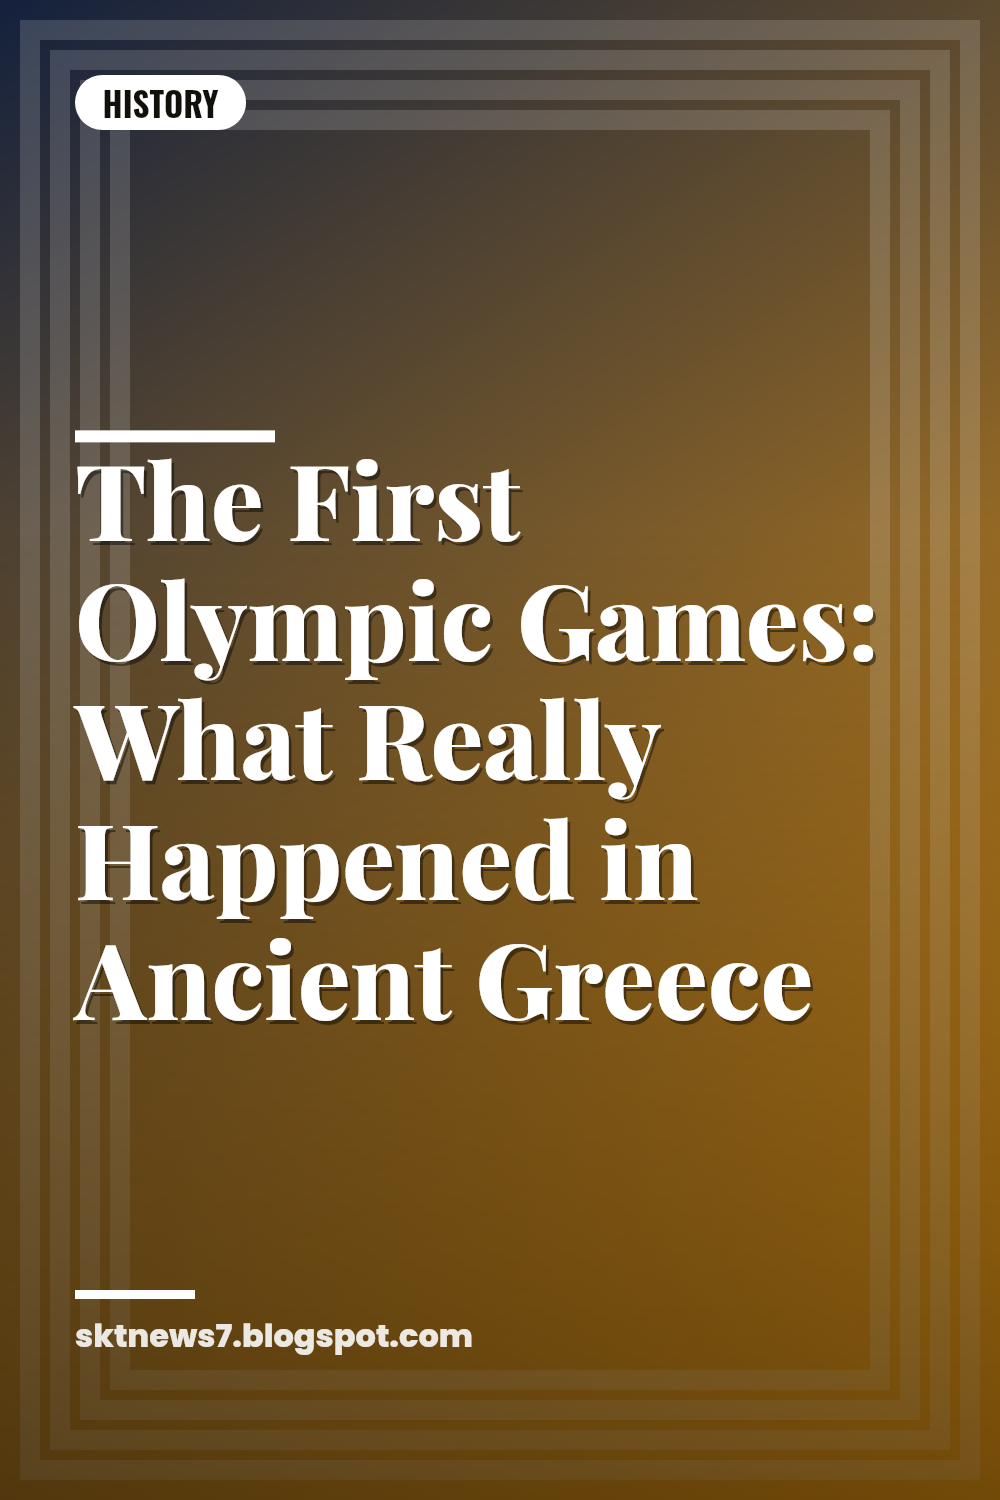 HISTORY
The First
Olympic Games:
What Really
Happened in
Ancient Greece
sktnews7.blogspot.com